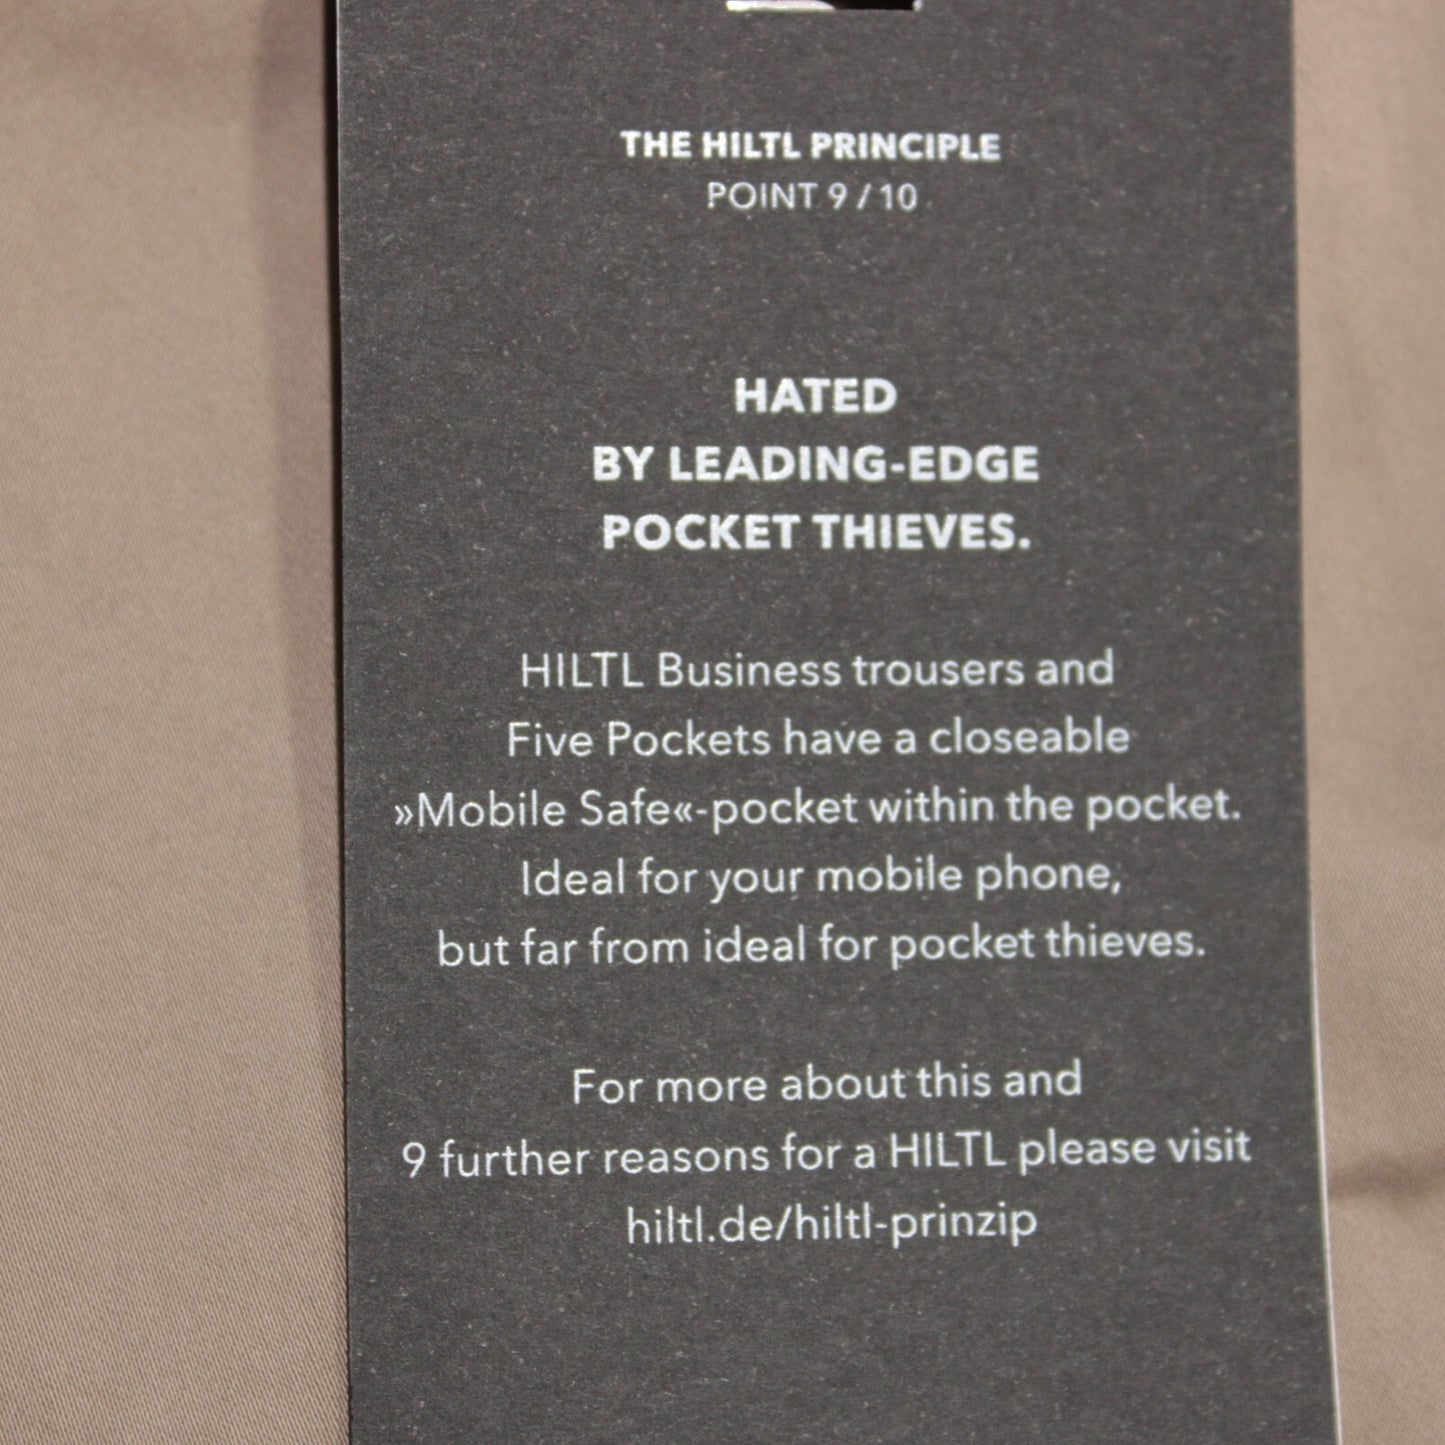 THE HILTL PRINCIPLE
POINT 9 / 10
HATED
BY LEADING-EDGE
POCKET THIEVES.
HILTL Business trousers and
Five Pockets have a closeable
»Mobile Safe«-pocket within the pocket.
Ideal for your mobile phone,
but far from ideal for pocket thieves.
For more about this and
9 further reasons for a HILTL please visit
hiltl.de/hiltl-prinzip